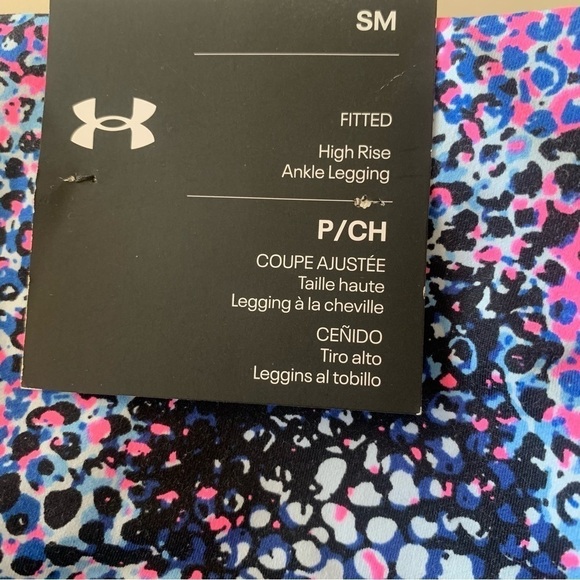 SM
FITTED
High Rise
Ankle Legging
P/CH
COUPE AJUSTÉE
Taille haute
Legging à la cheville
CEÑIDO
Tiro alto
Leggins al tobillo